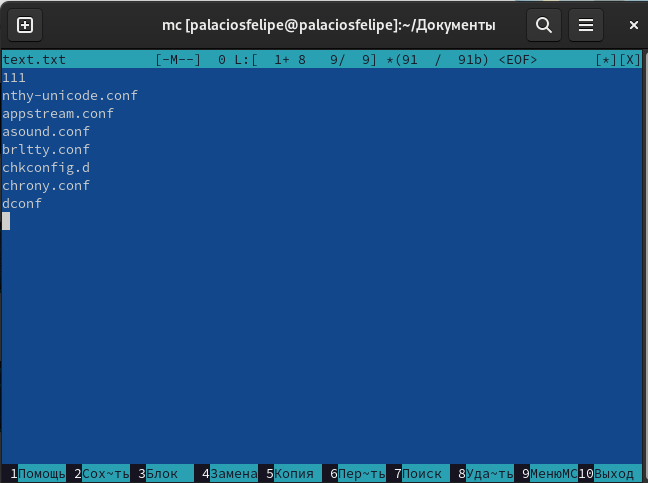 mc [palaciosfelipe@palaciosfelipe]:~/Документы
text.txt [-M--] 0 L:[ 1+ 8 9/ 9] *(91 / 91b) <EOF> [*][X]
111
nthy-unicode.conf
appstream.conf
asound.conf
brltty.conf
chkconfig.d
chrony.conf
dconf
1Помощь 2Сох~ть 3Блок 4Замена 5Копия 6Пер~ть 7Поиск 8Уда~ть 9МенюМС 10Выход